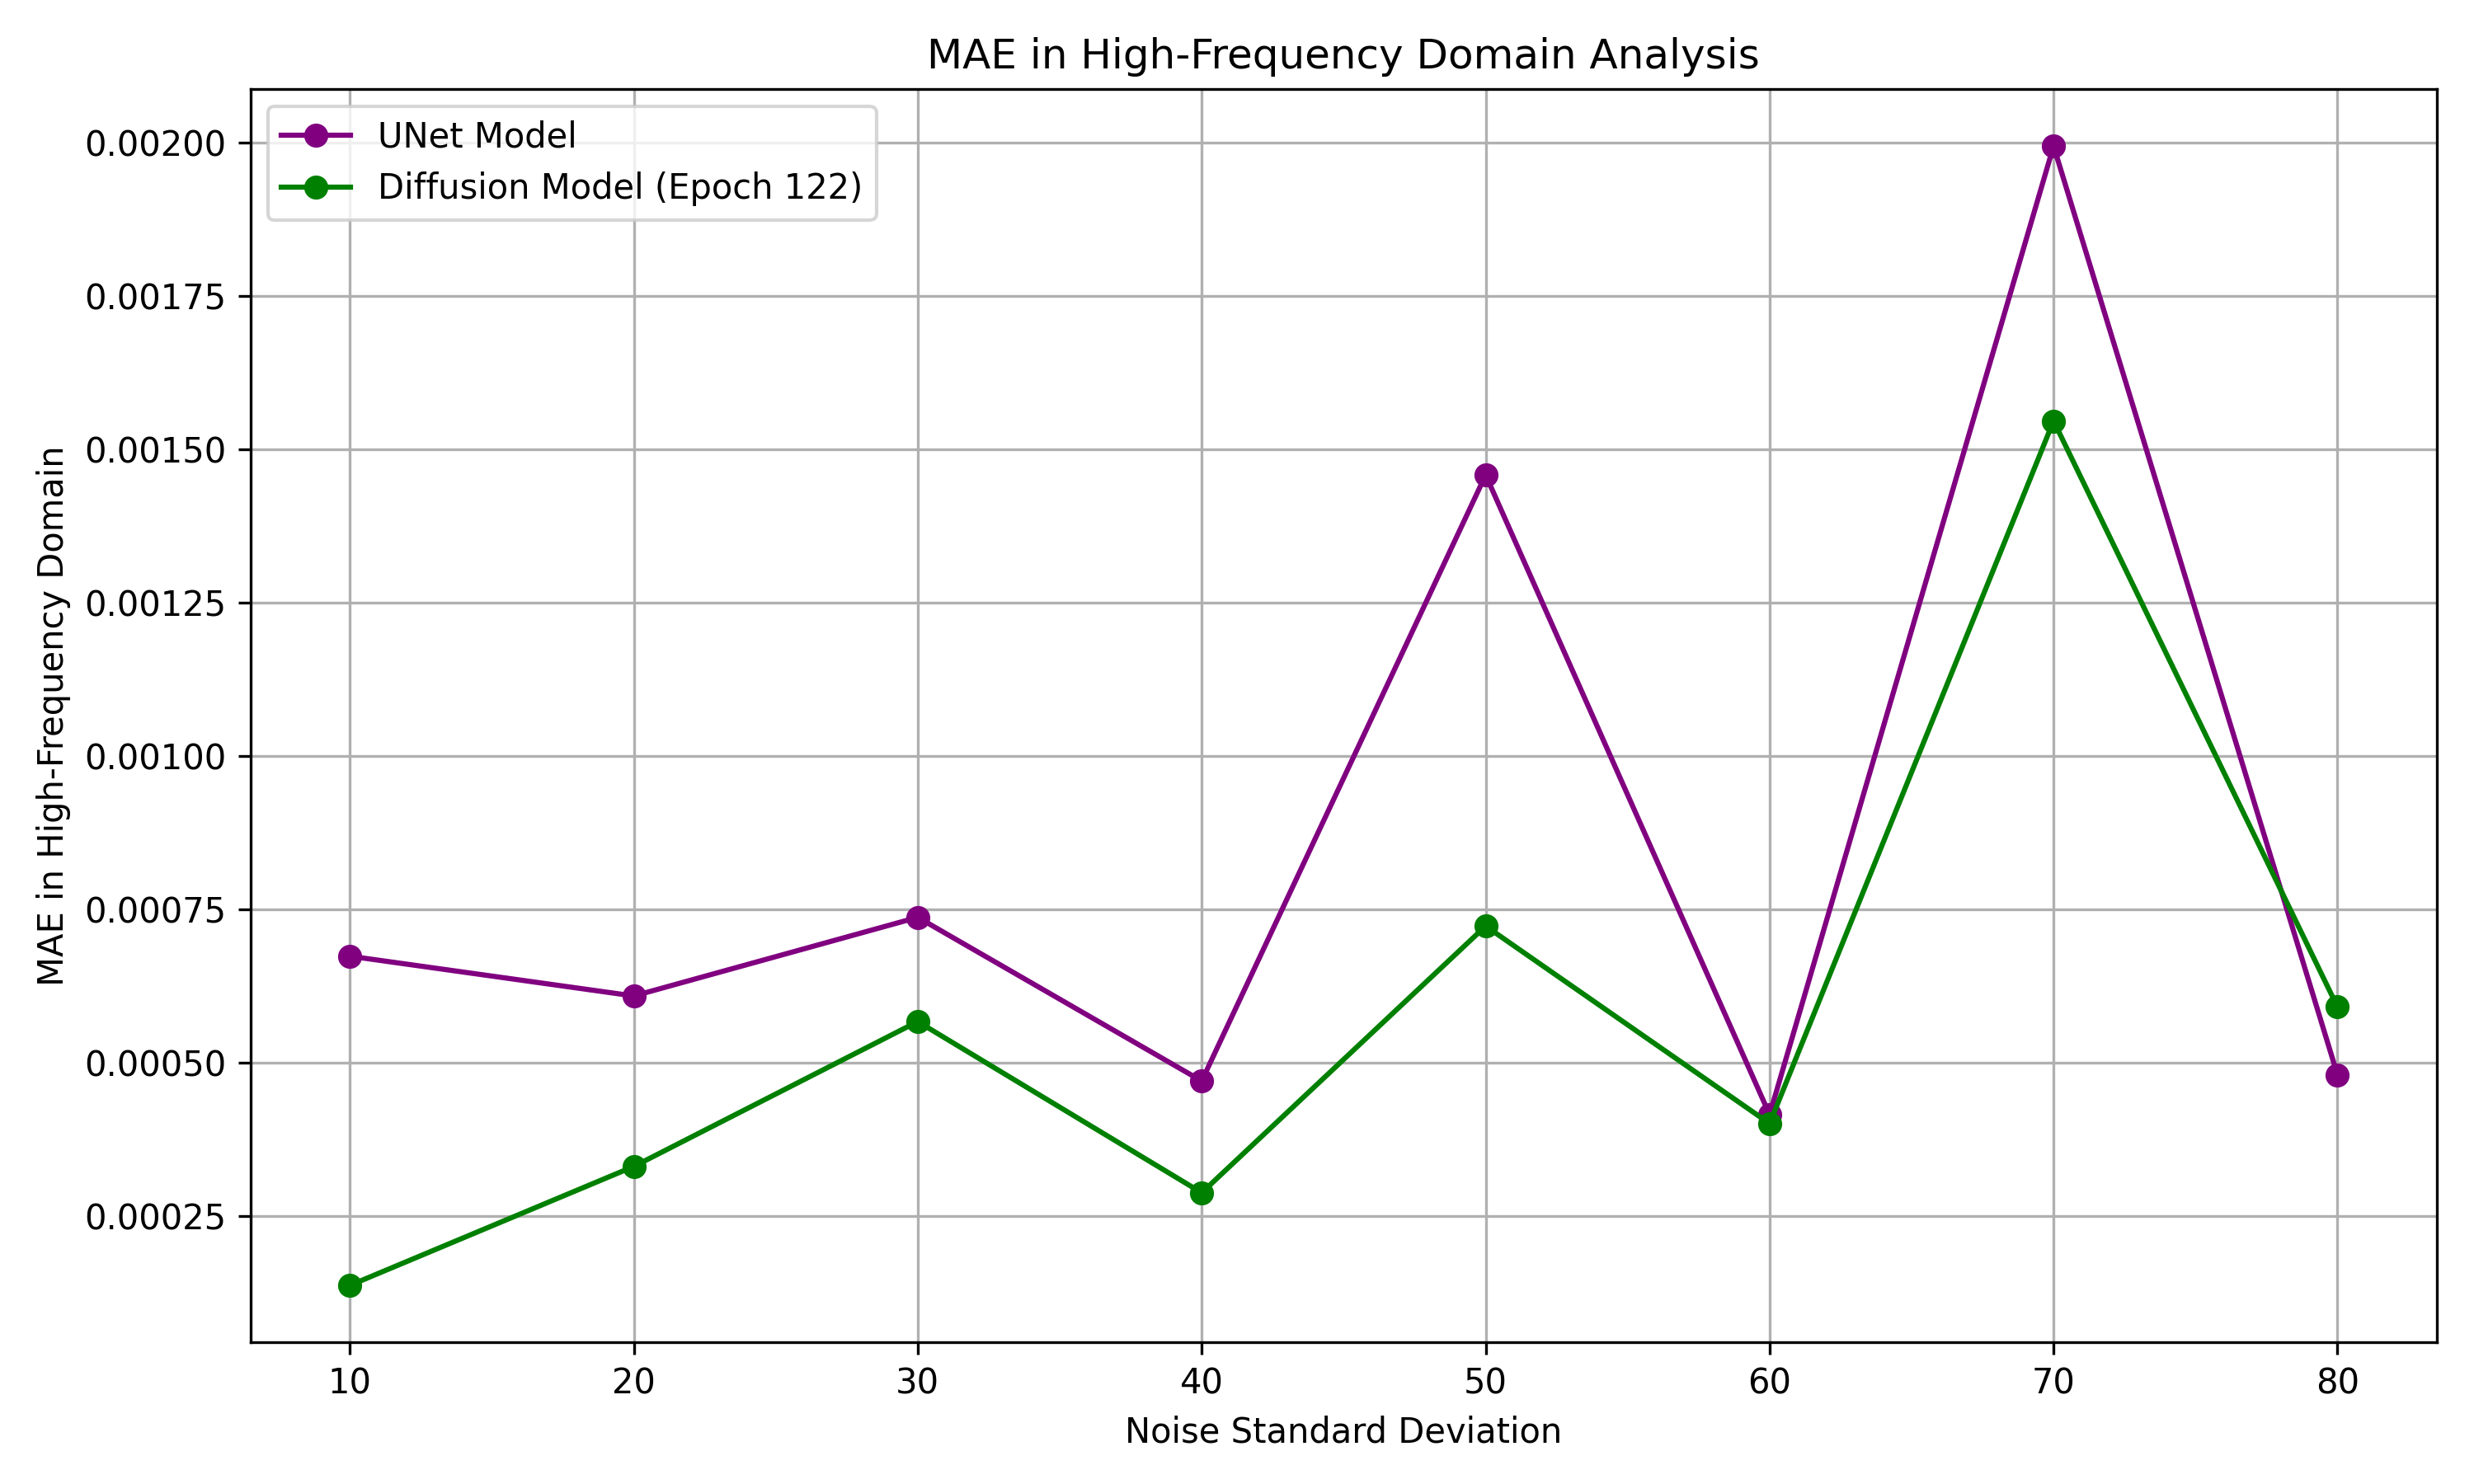 MAE in High-Frequency Domain Analysis
UNet Model
Diffusion Model (Epoch 122)
MAE in High-Frequency Domain
0.00200
0.00175
0.00150
0.00125
0.00100
0.00075
0.00050
0.00025
10 20 30 40 50 60 70 80
Noise Standard Deviation